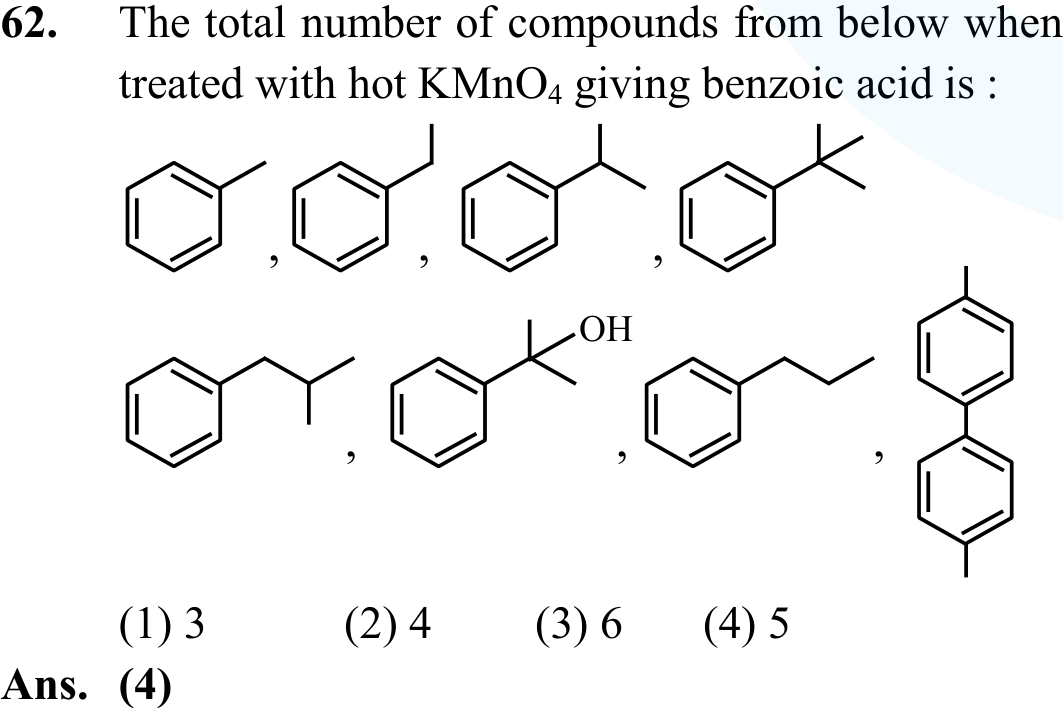 62. The total number of compounds from below when
treated with hot KMnO₄ giving benzoic acid is :
, , ,
OH
, , ,
(1) 3 (2) 4 (3) 6 (4) 5
Ans. (4)